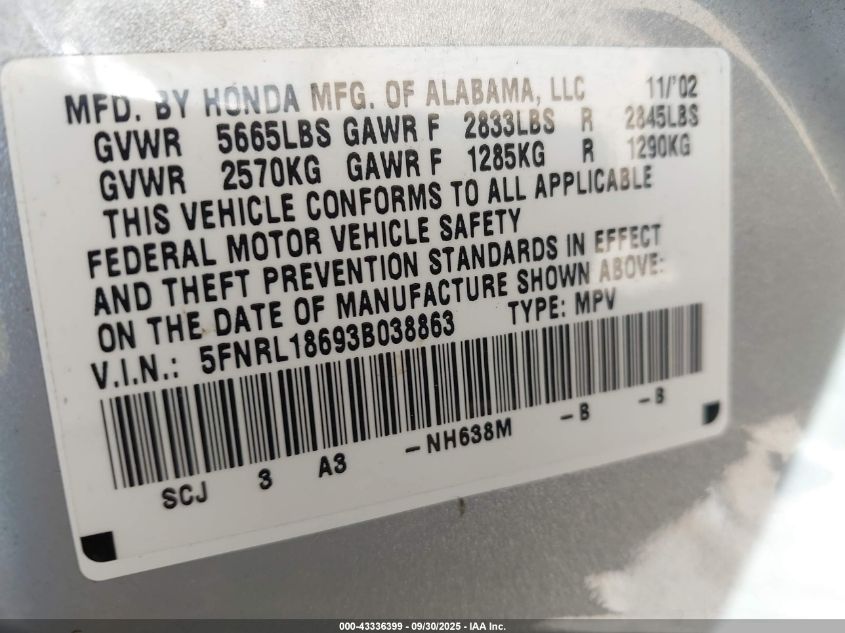 MFD. BY HONDA MFG. OF ALABAMA, LLC 11/'02
GVWR 5665LBS GAWR F 2833LBS R 2845LBS
GVWR 2570KG GAWR F 1285KG R 1290KG
THIS VEHICLE CONFORMS TO ALL APPLICABLE
FEDERAL MOTOR VEHICLE SAFETY
AND THEFT PREVENTION STANDARDS IN EFFECT
ON THE DATE OF MANUFACTURE SHOWN ABOVE:
V.I.N.: 5FNRL18693B038863 TYPE: MPV
SCJ 3 A3 -NH638M -B -B
000-43336399 - 09/30/2025 - IAA Inc.